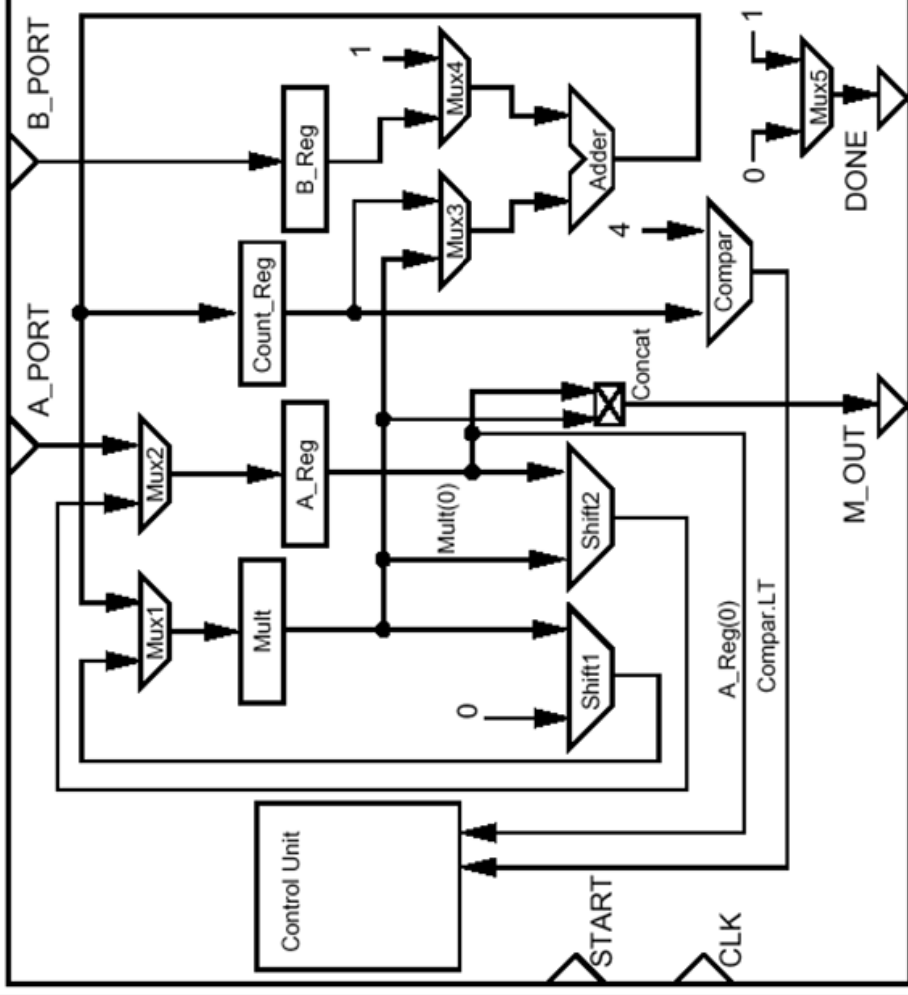 B_PORT
A_PORT
1
1
Mux4
Mux5
B_Reg
0
DONE
Mux3
Adder
4
Count_Reg
Compar
Concat
Mux2
A_Reg
M_OUT
Mult(0)
Shift2
Mux1
Mult
Shift1
A_Reg(0)
Compar.LT
0
Control Unit
START
CLK